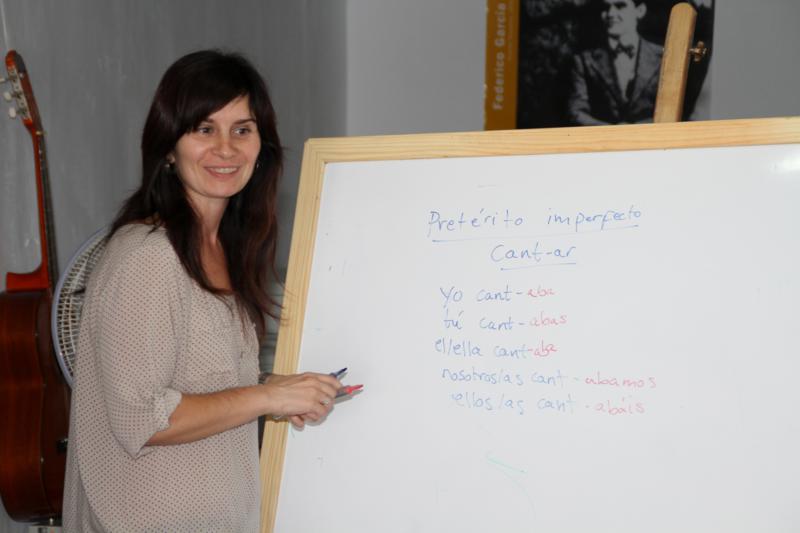 Federico García
Pretérito imperfecto
Cant-ar
yo cant-aba
tú cant-abas
el/ella cant-aba
nosotros/as cant-abamos
ellos/as cant-abáis